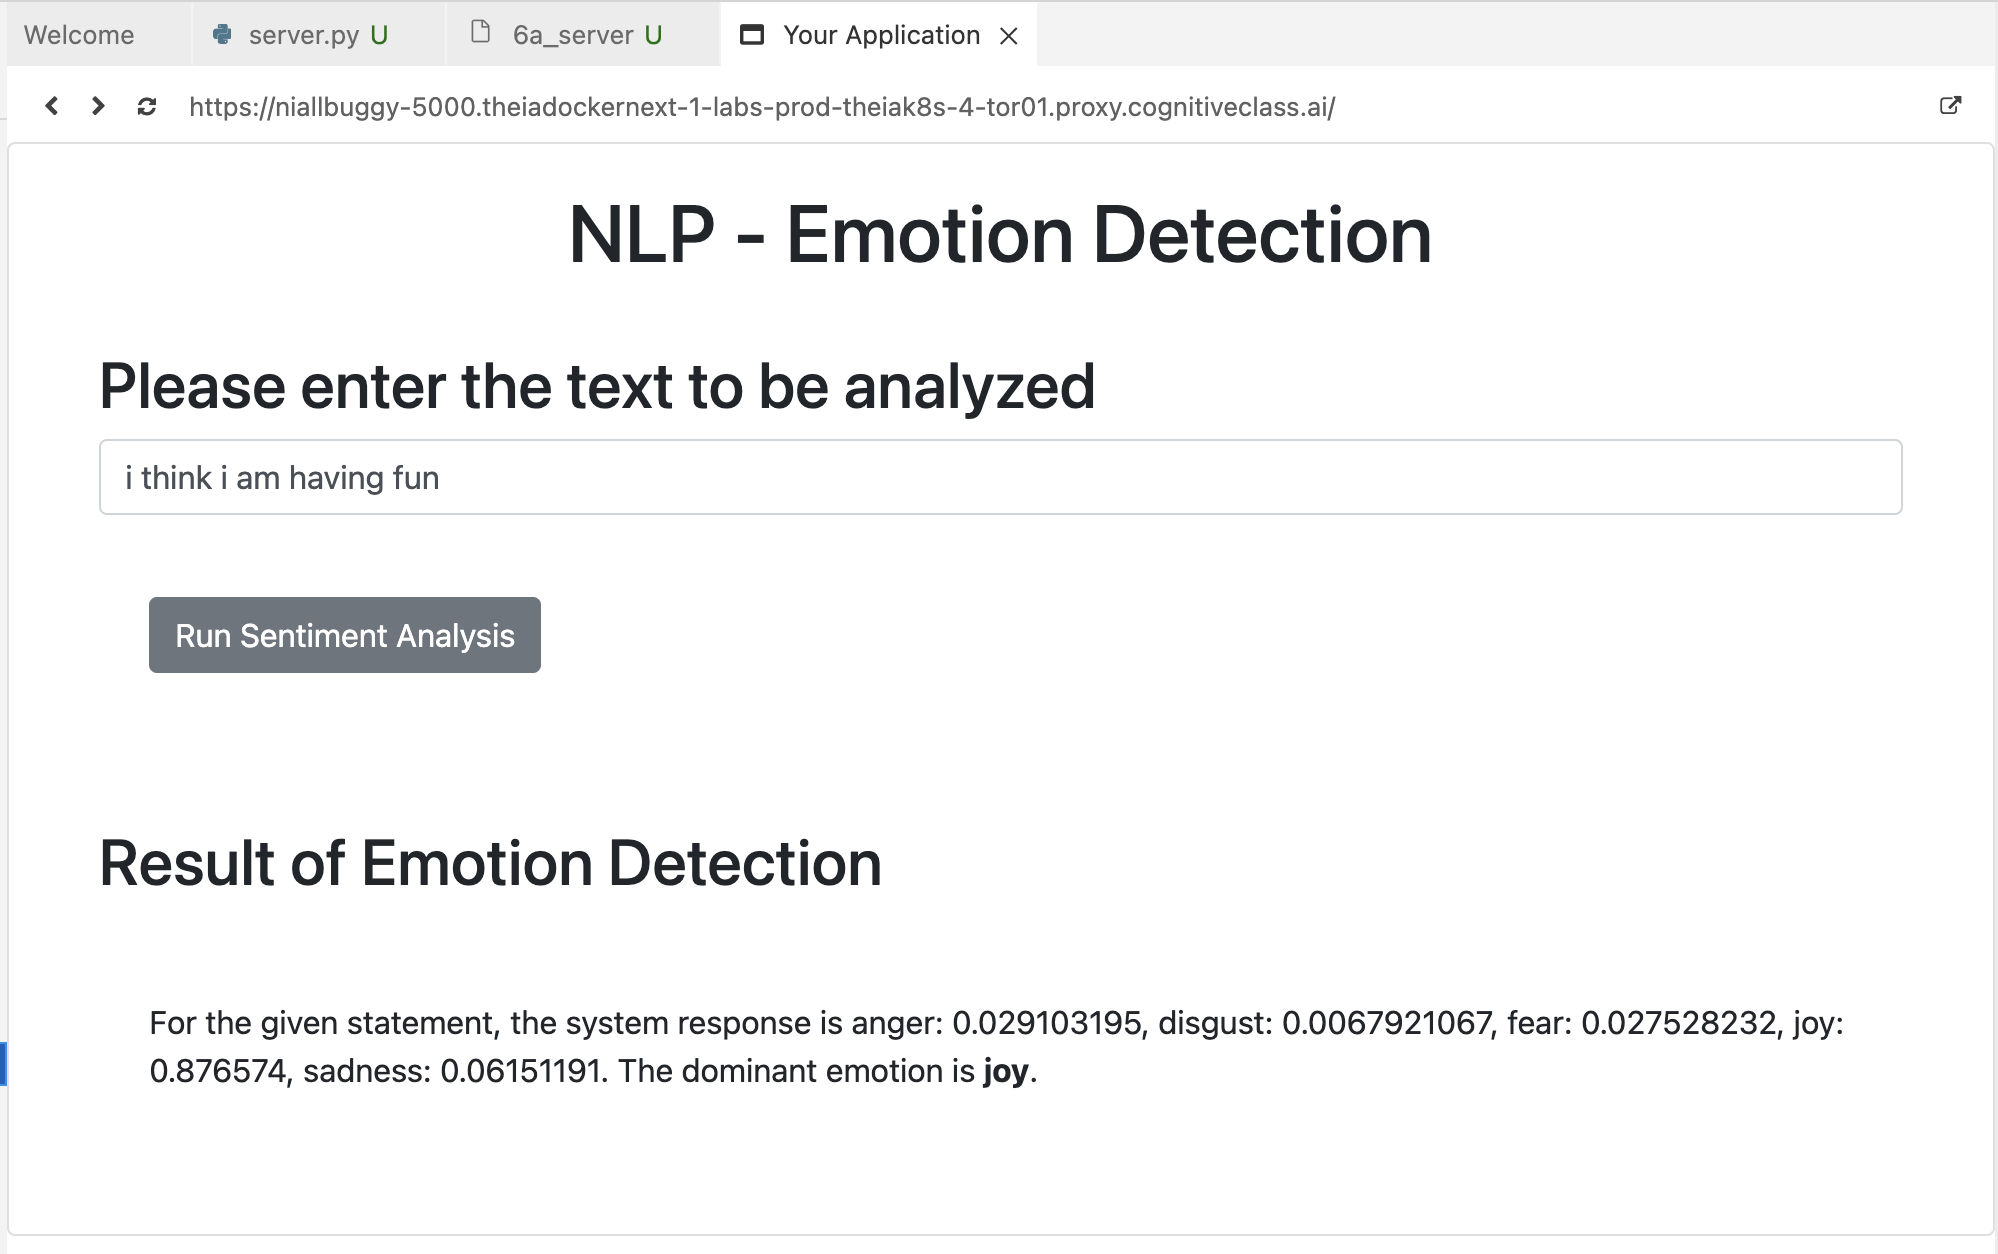 Welcome server.py U 6a_server U Your Application
https://niallbuggy-5000.theiadockernext-1-labs-prod-theiak8s-4-tor01.proxy.cognitiveclass.ai/
NLP - Emotion Detection
Please enter the text to be analyzed
i think i am having fun
Run Sentiment Analysis
Result of Emotion Detection
For the given statement, the system response is anger: 0.029103195, disgust: 0.0067921067, fear: 0.027528232, joy:
0.876574, sadness: 0.06151191. The dominant emotion is joy.